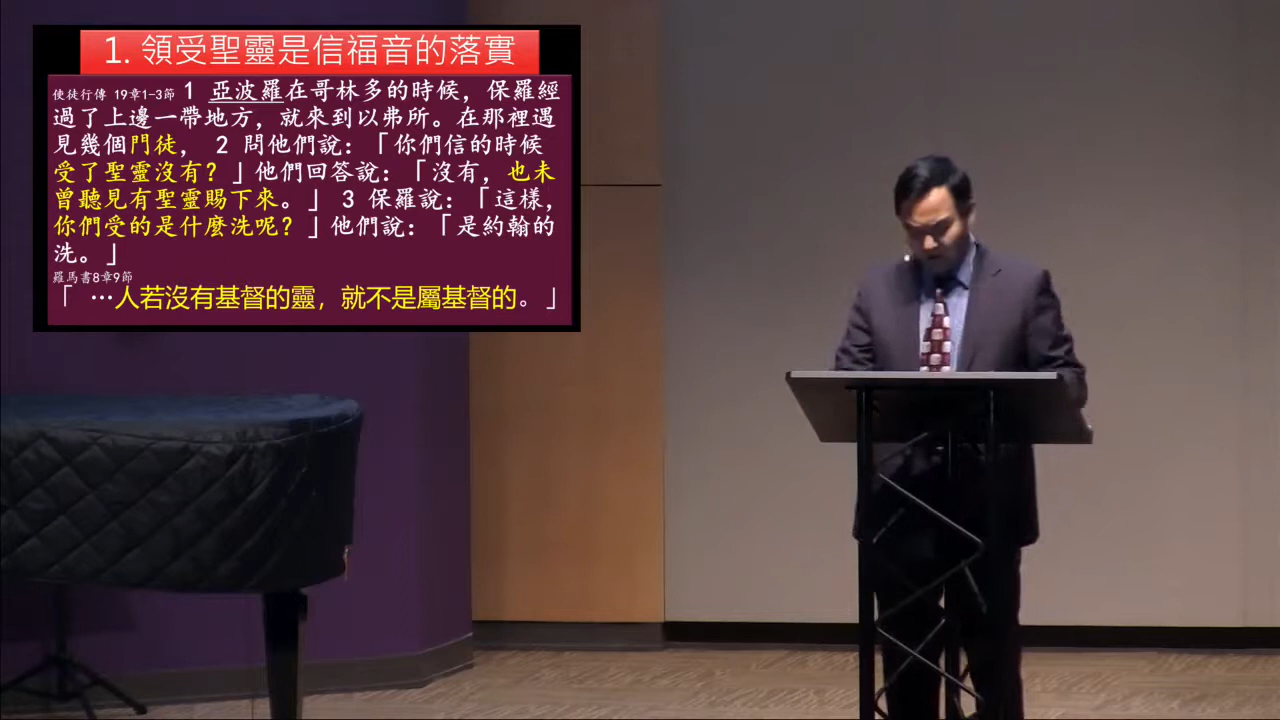 1. 領受聖靈是信福音的落實
使徒行傳 19章1-3節 1 亞波羅在哥林多的時候，保羅經
過了上邊一帶地方，就來到以弗所。在那裡遇
見幾個門徒， 2 問他們說：「你們信的時候
受了聖靈沒有？」他們回答說：「沒有，也未
曾聽見有聖靈賜下來。」 3 保羅說：「這樣，
你們受的是什麼洗呢？」他們說：「是約翰的
洗。」
羅馬書8章9節
「 …人若沒有基督的靈，就不是屬基督的。」